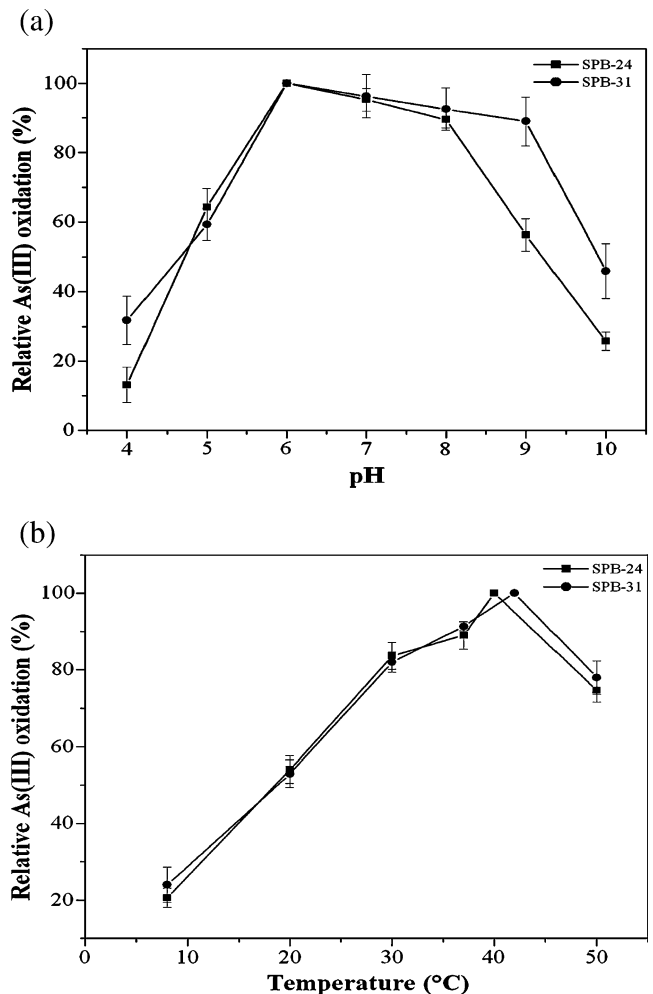 (a)
SPB-24
SPB-31
100
80
60
40
20
0
Relative As(III) oxidation (%)
4 5 6 7 8 9 10
pH
(b)
SPB-24
SPB-31
100
80
60
40
20
Relative As(III) oxidation (%)
0 10 20 30 40 50
Temperature (°C)